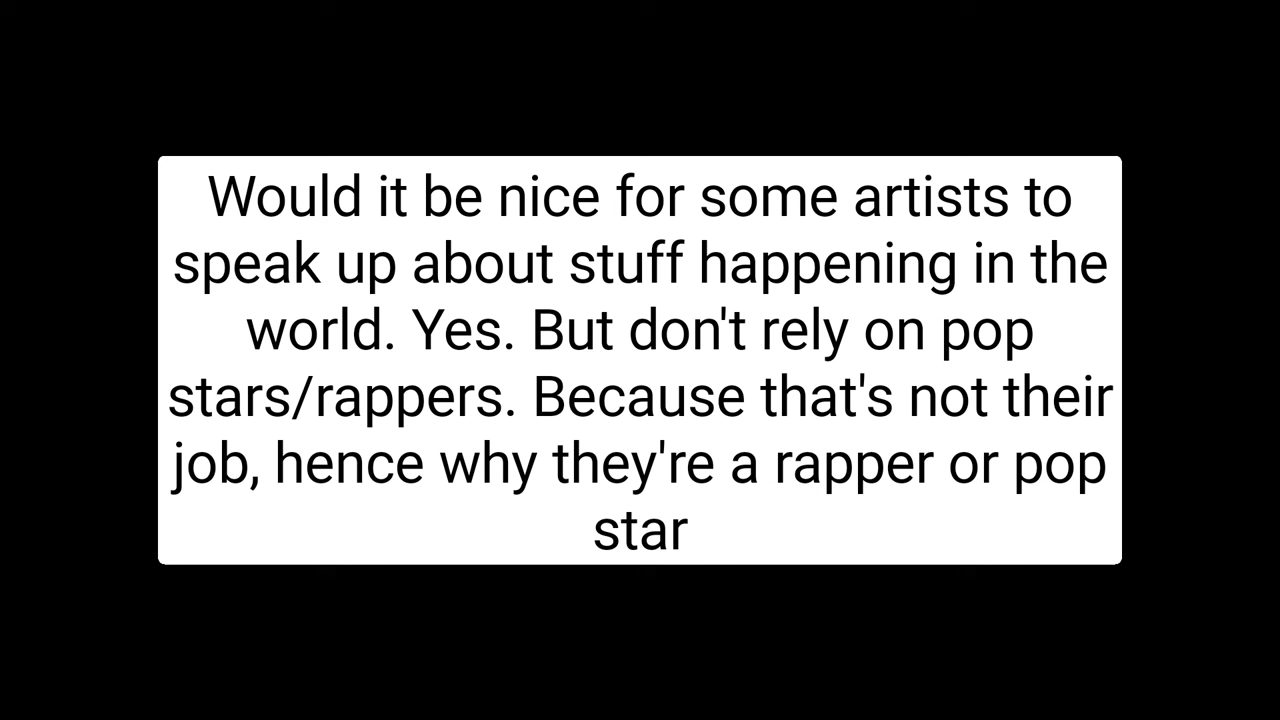 Would it be nice for some artists to
speak up about stuff happening in the
world. Yes. But don't rely on pop
stars/rappers. Because that's not their
job, hence why they're a rapper or pop
star